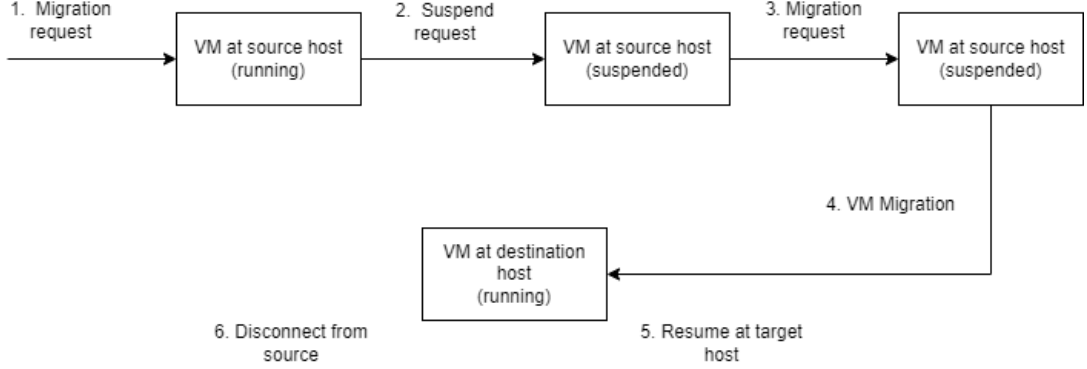 1. Migration
request
VM at source host
(running)
2. Suspend
request
VM at source host
(suspended)
3. Migration
request
VM at source host
(suspended)
4. VM Migration
VM at destination
host
(running)
5. Resume at target
host
6. Disconnect from
source